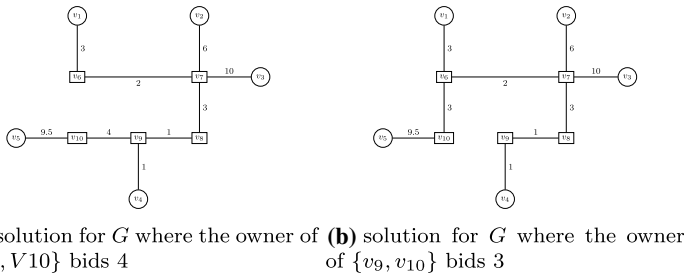 v1 v2 v1 v2
3 6 3 6
v6 2 v7 10 v3 v6 2 v7 10 v3
3 3 3
v5 9.5 v10 4 v9 1 v8 v5 9.5 v10 v9 1 v8
1 1
v4 v4
solution for G where the owner of
, V10} bids 4
(b) solution for G where the owner
of {v9, v10} bids 3